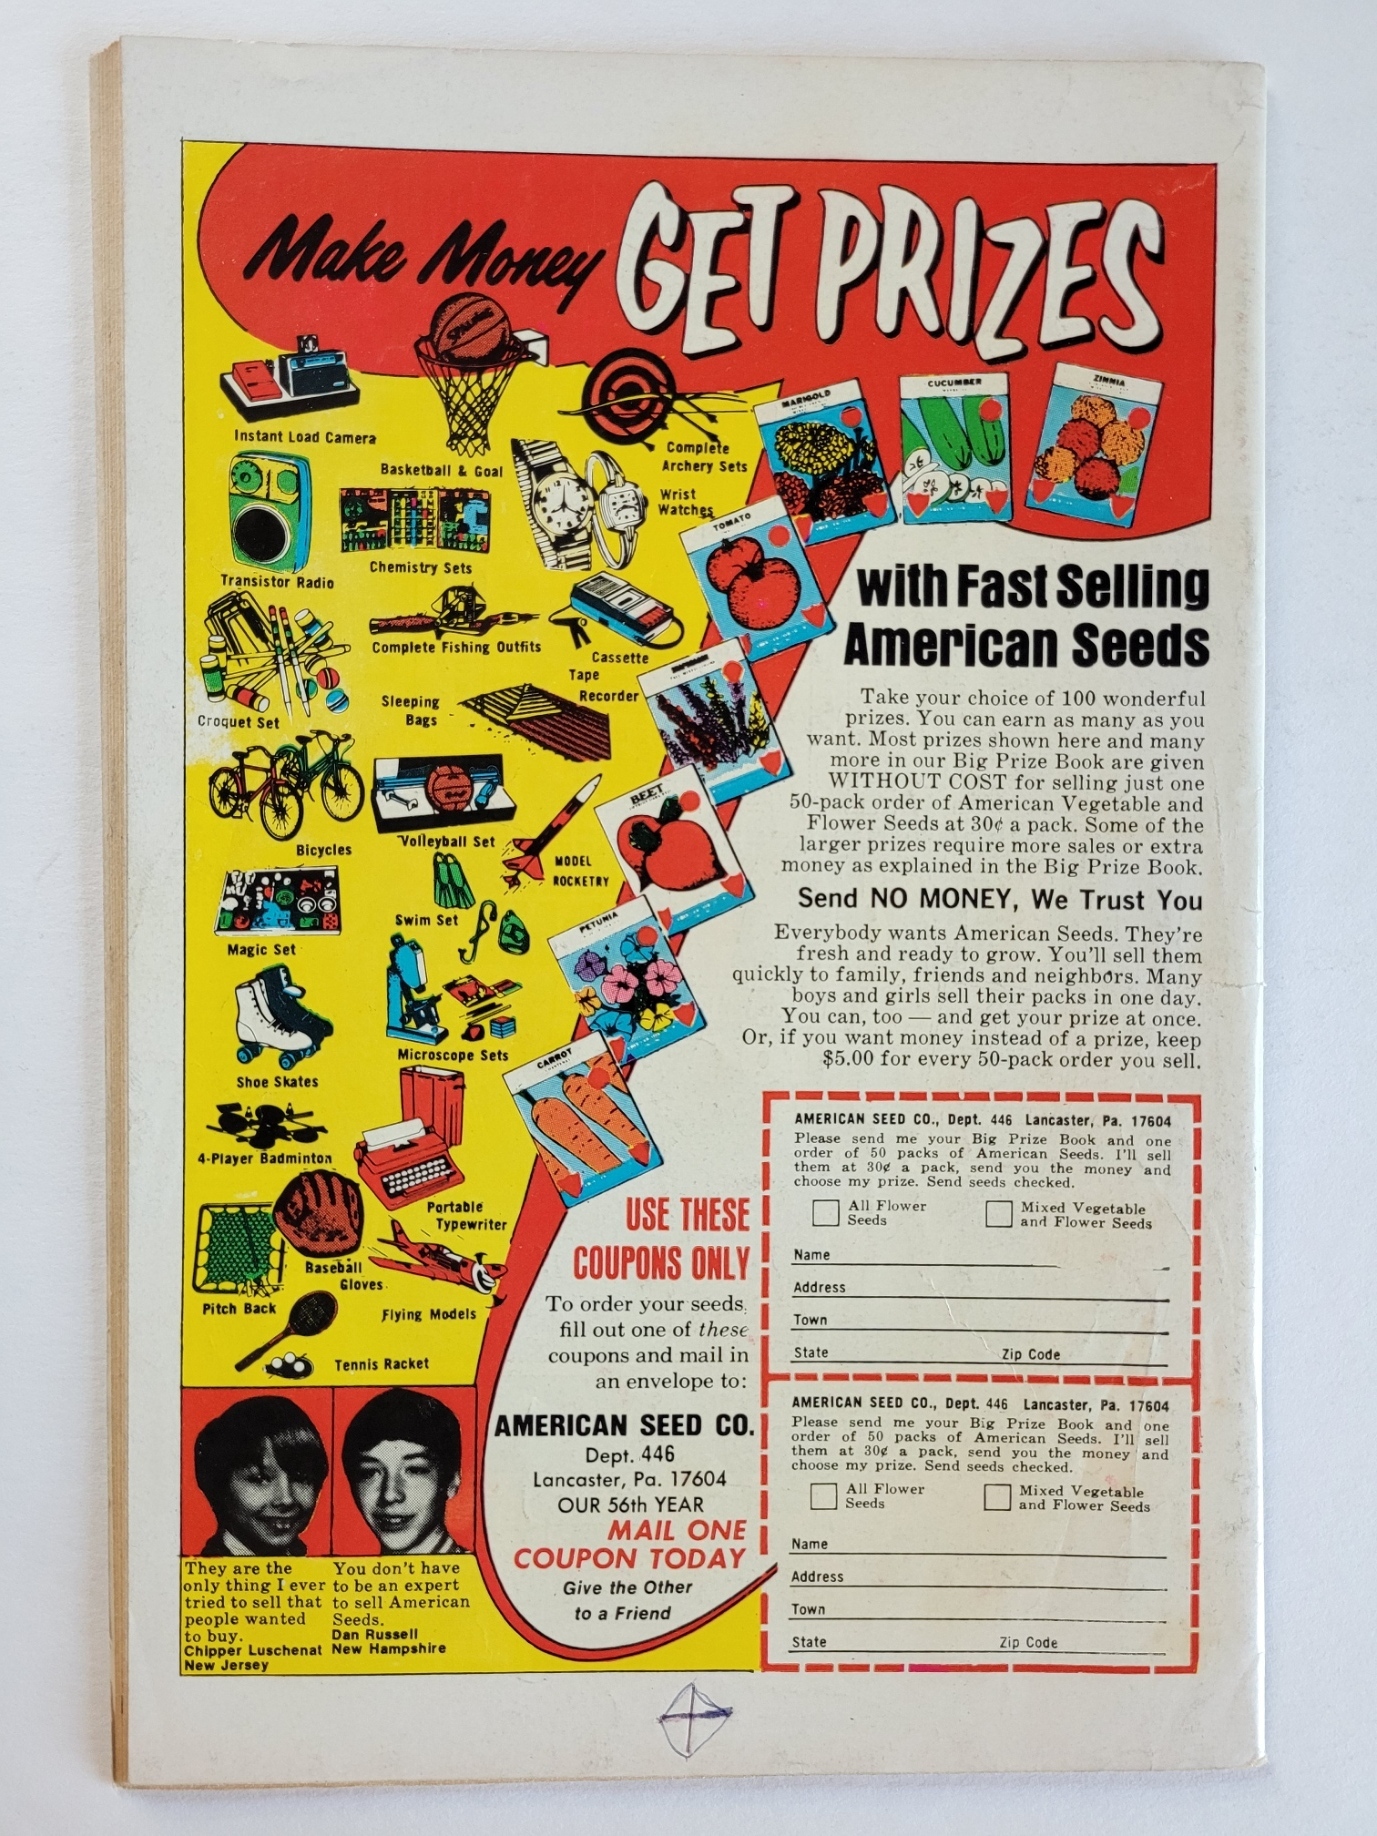 Make Money GET PRIZES
Instant Load Camera
SPALDING
Basketball & Goal
Complete
Archery Sets
Wrist
Watches
Transistor Radio
Chemistry Sets
Complete Fishing Outfits
Cassette
Tape
Recorder
Croquet Set
Sleeping
Bags
Bicycles
Volleyball Set
MODEL
ROCKETRY
Magic Set
Swim Set
Shoe Skates
Microscope Sets
4-Player Badminton
Portable
Typewriter
Baseball
Gloves
Pitch Back
Flying Models
Tennis Racket
MARIGOLD
CUCUMBER
ZINNIA
TOMATO
BEET
PETUNIA
CARROT
with Fast Selling
American Seeds
Take your choice of 100 wonderful
prizes. You can earn as many as you
want. Most prizes shown here and many
more in our Big Prize Book are given
WITHOUT COST for selling just one
50-pack order of American Vegetable and
Flower Seeds at 30¢ a pack. Some of the
larger prizes require more sales or extra
money as explained in the Big Prize Book.
Send NO MONEY, We Trust You
Everybody wants American Seeds. They're
fresh and ready to grow. You'll sell them
quickly to family, friends and neighbors. Many
boys and girls sell their packs in one day.
You can, too — and get your prize at once.
Or, if you want money instead of a prize, keep
$5.00 for every 50-pack order you sell.
USE THESE
COUPONS ONLY
To order your seeds,
fill out one of these
coupons and mail in
an envelope to:
AMERICAN SEED CO.
Dept. 446
Lancaster, Pa. 17604
OUR 56th YEAR
MAIL ONE
COUPON TODAY
Give the Other
to a Friend
AMERICAN SEED CO., Dept. 446 Lancaster, Pa. 17604
Please send me your Big Prize Book and one
order of 50 packs of American Seeds. I'll sell
them at 30¢ a pack, send you the money and
choose my prize. Send seeds checked.
All Flower
Seeds
Mixed Vegetable
and Flower Seeds
Name
Address
Town
State Zip Code
AMERICAN SEED CO., Dept. 446 Lancaster, Pa. 17604
Please send me your Big Prize Book and one
order of 50 packs of American Seeds. I'll sell
them at 30¢ a pack, send you the money and
choose my prize. Send seeds checked.
All Flower
Seeds
Mixed Vegetable
and Flower Seeds
Name
Address
Town
State Zip Code
They are the
only thing I ever
tried to sell that
people wanted
to buy.
Chipper Luschenat
New Jersey
You don't have
to be an expert
to sell American
Seeds.
Dan Russell
New Hampshire